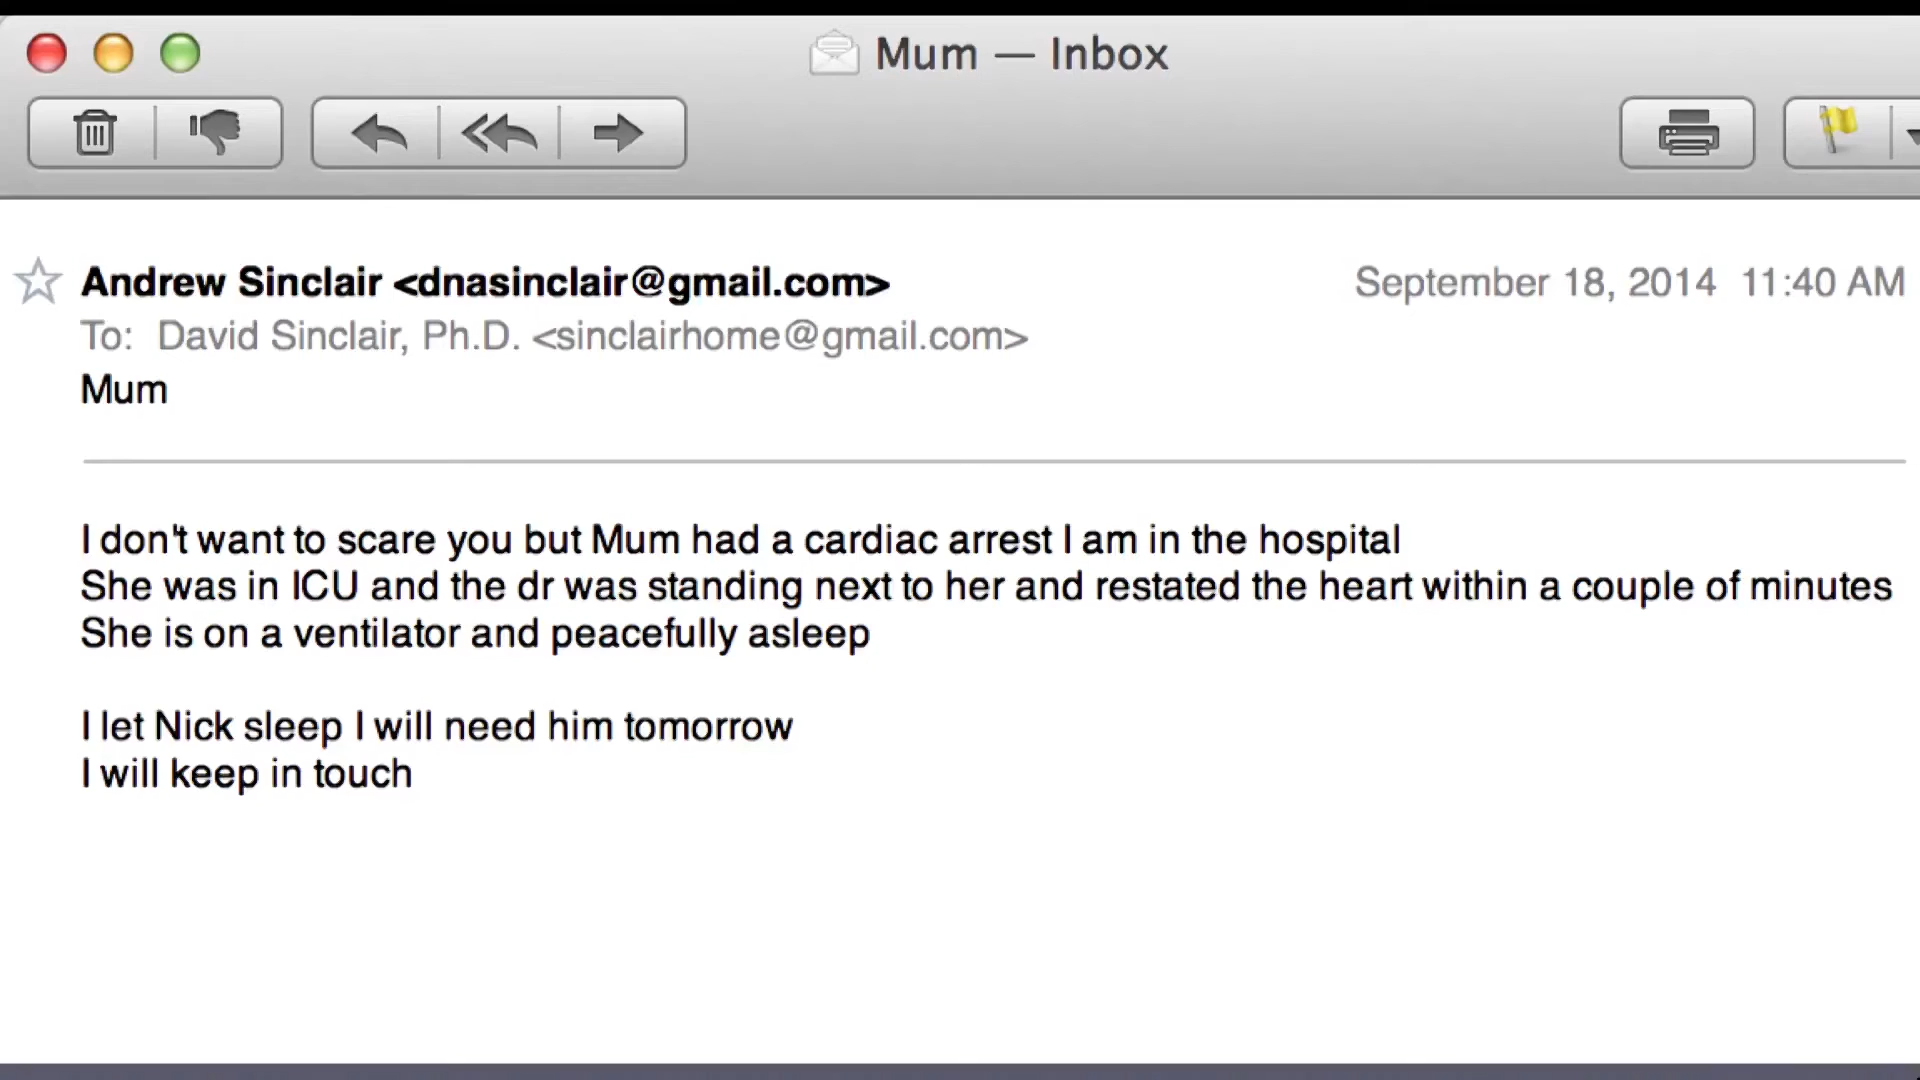 Mum — Inbox
Andrew Sinclair <dnasinclair@gmail.com>
September 18, 2014 11:40 AM
To: David Sinclair, Ph.D. <sinclairhome@gmail.com>
Mum
I don't want to scare you but Mum had a cardiac arrest I am in the hospital
She was in ICU and the dr was standing next to her and restated the heart within a couple of minutes
She is on a ventilator and peacefully asleep
I let Nick sleep I will need him tomorrow
I will keep in touch